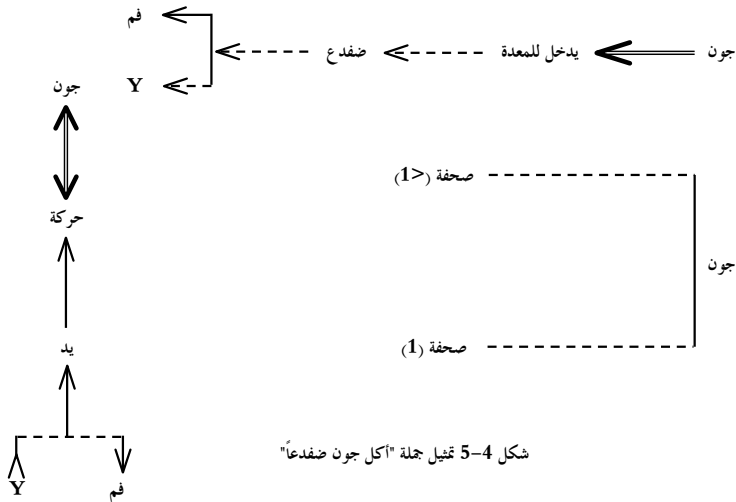 فم
جون يدخل للمعدة ضفدع
Y
جون
صحفة (<1)
حركة
جون
يد
صحفة (1)
شكل 4-5 تمثيل جملة "أكل جون ضفدعاً"
Y
فم